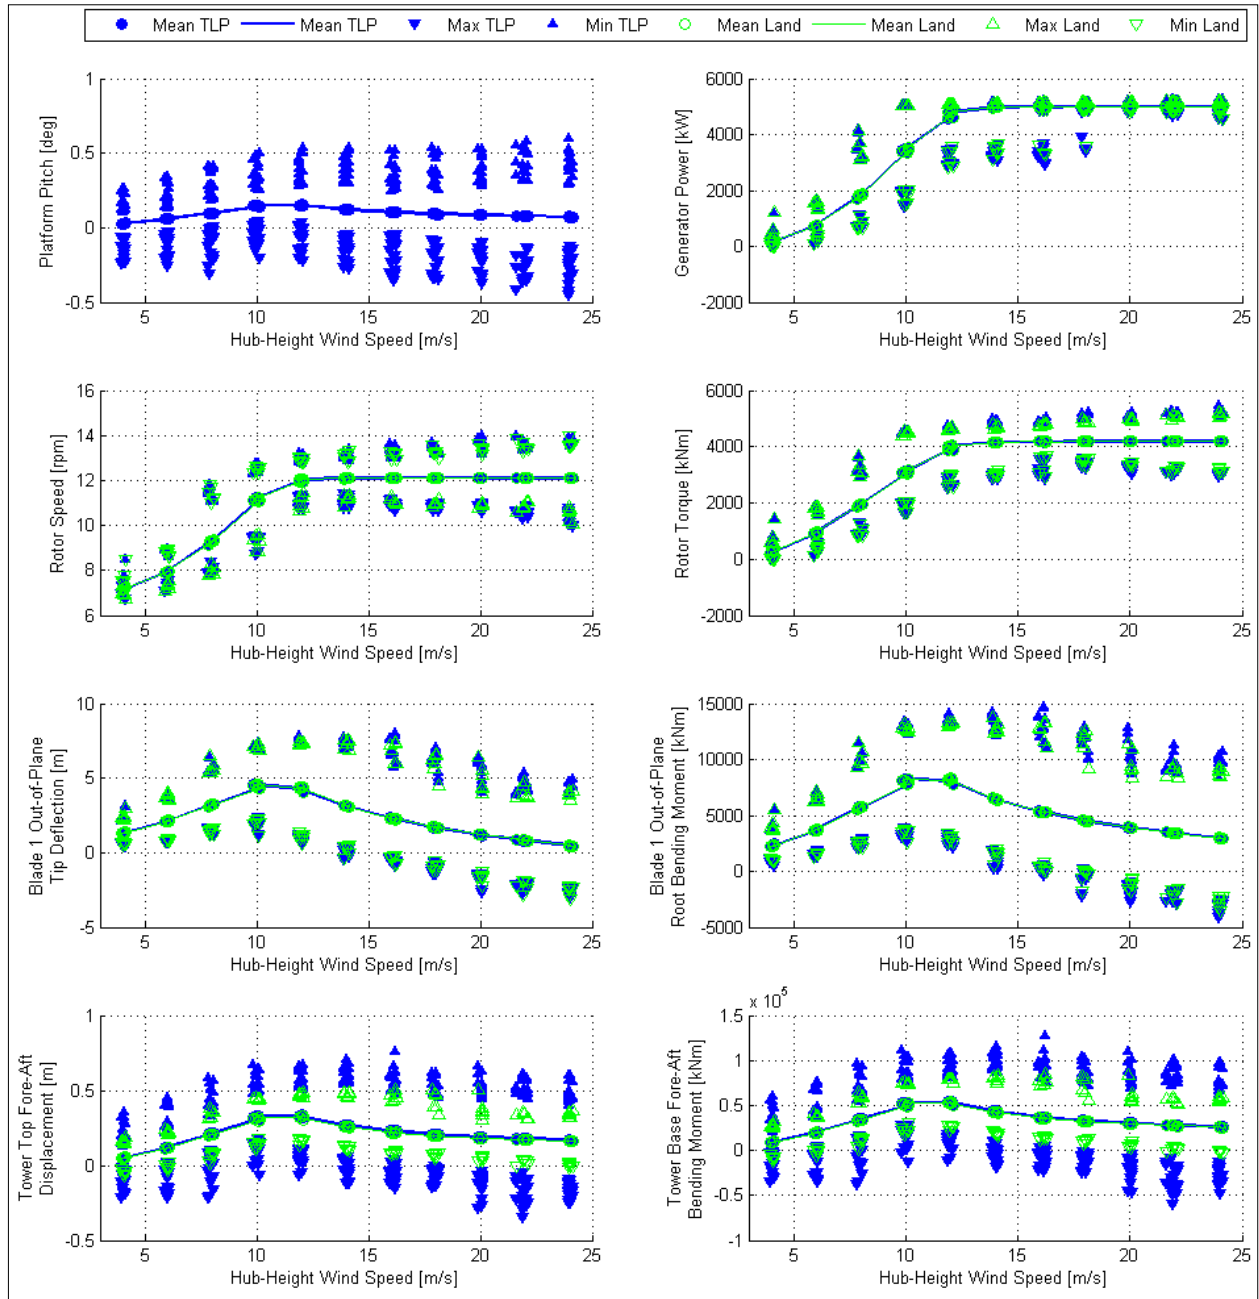 Mean TLP Mean TLP Max TLP Min TLP Mean Land Mean Land Max Land Min Land
Platform Pitch [deg]
1
0.5
0
-0.5
5 10 15 20 25
Hub-Height Wind Speed [m/s]
Generator Power [kW]
6000
4000
2000
0
-2000
5 10 15 20 25
Hub-Height Wind Speed [m/s]
Rotor Speed [rpm]
16
14
12
10
8
6
5 10 15 20 25
Hub-Height Wind Speed [m/s]
Rotor Torque [kNm]
6000
4000
2000
0
-2000
5 10 15 20 25
Hub-Height Wind Speed [m/s]
Blade 1 Out-of-Plane
Tip Deflection [m]
10
5
0
-5
5 10 15 20 25
Hub-Height Wind Speed [m/s]
Blade 1 Out-of-Plane
Root Bending Moment [kNm]
15000
10000
5000
0
-5000
5 10 15 20 25
Hub-Height Wind Speed [m/s]
Tower Top Fore-Aft
Displacement [m]
1
0.5
0
-0.5
5 10 15 20 25
Hub-Height Wind Speed [m/s]
Tower Base Fore-Aft
Bending Moment [kNm]
x 10^5
1.5
1
0.5
0
-0.5
-1
5 10 15 20 25
Hub-Height Wind Speed [m/s]